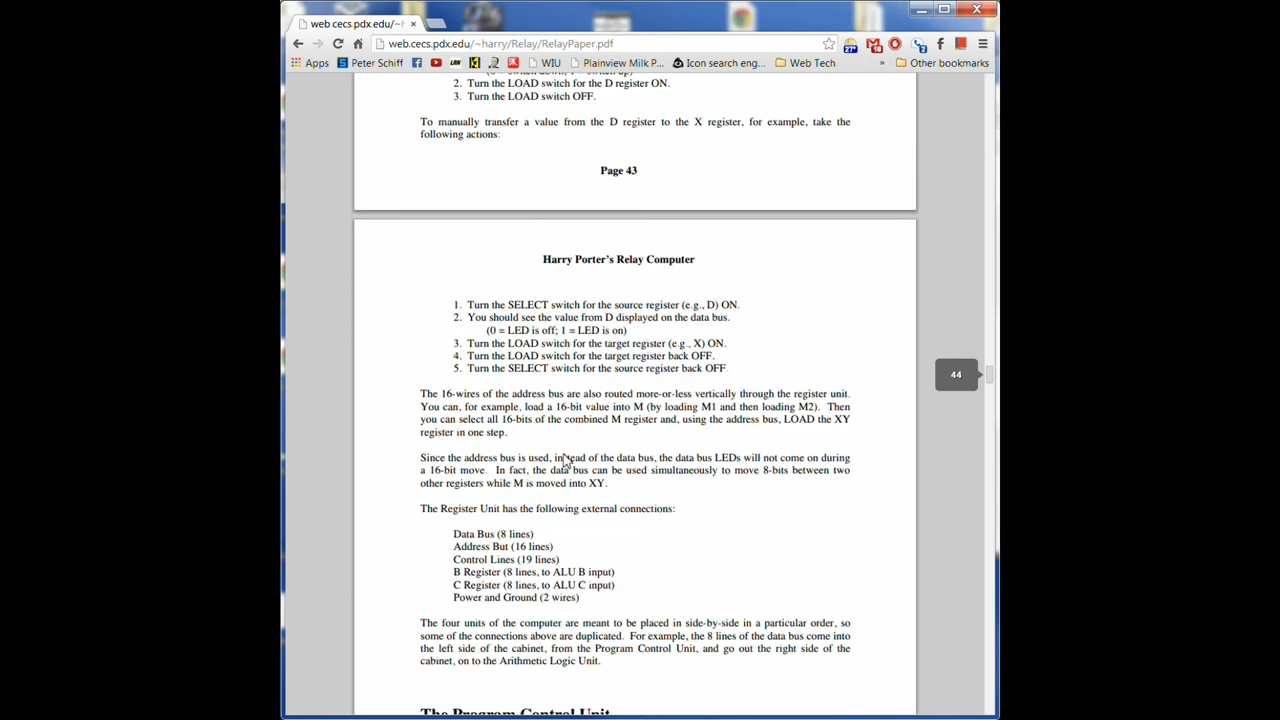 web.cecs.pdx.edu/~h
web.cecs.pdx.edu/~harry/Relay/RelayPaper.pdf
Apps Peter Schiff LAW WIU Plainview Milk P... Icon search eng... Web Tech » Other bookmarks
2. Turn the LOAD switch for the D register ON.
3. Turn the LOAD switch OFF.
To manually transfer a value from the D register to the X register, for example, take the
following actions:
Page 43
Harry Porter's Relay Computer
1. Turn the SELECT switch for the source register (e.g., D) ON.
2. You should see the value from D displayed on the data bus.
(0 = LED is off; 1 = LED is on)
3. Turn the LOAD switch for the target register (e.g., X) ON.
4. Turn the LOAD switch for the target register back OFF.
5. Turn the SELECT switch for the source register back OFF.
44
The 16-wires of the address bus are also routed more-or-less vertically through the register unit.
You can, for example, load a 16-bit value into M (by loading M1 and then loading M2). Then
you can select all 16-bits of the combined M register and, using the address bus, LOAD the XY
register in one step.
Since the address bus is used, instead of the data bus, the data bus LEDs will not come on during
a 16-bit move. In fact, the data bus can be used simultaneously to move 8-bits between two
other registers while M is moved into XY.
The Register Unit has the following external connections:
Data Bus (8 lines)
Address But (16 lines)
Control Lines (19 lines)
B Register (8 lines, to ALU B input)
C Register (8 lines, to ALU C input)
Power and Ground (2 wires)
The four units of the computer are meant to be placed in side-by-side in a particular order, so
some of the connections above are duplicated. For example, the 8 lines of the data bus come into
the left side of the cabinet, from the Program Control Unit, and go out the right side of the
cabinet, on to the Arithmetic Logic Unit.
The Program Control Unit